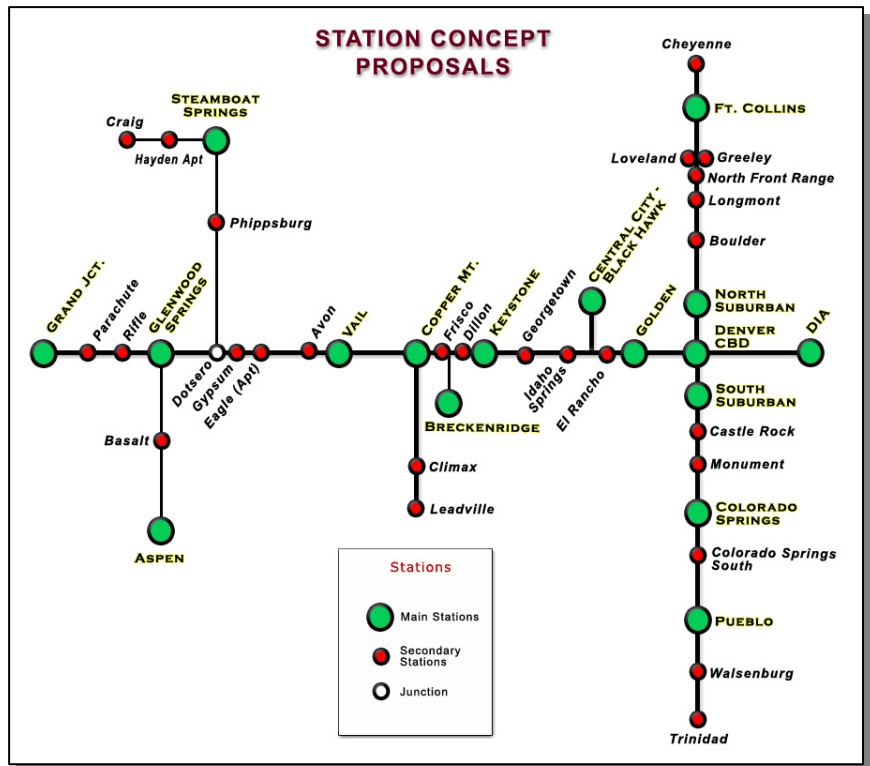 STATION CONCEPT
PROPOSALS
Cheyenne
STEAMBOAT
SPRINGS
FT. COLLINS
Craig
Hayden Apt
Loveland
Greeley
North Front Range
Longmont
Phippsburg
Boulder
CENTRAL CITY -
BLACK HAWK
GRAND JCT.
Parachute
Rifle
GLENWOOD
SPRINGS
Avon
VAIL
COPPER MT.
Frisco
Dillon
KEYSTONE
Georgetown
GOLDEN
NORTH
SUBURBAN
DENVER
CBD
DIA
Dotsero
Gypsum
Eagle (Apt)
Idaho
Springs
El Rancho
SOUTH
SUBURBAN
BRECKENRIDGE
Castle Rock
Basalt
Climax
Monument
Leadville
COLORADO
SPRINGS
ASPEN
Colorado Springs
South
Stations
Main Stations
PUEBLO
Secondary
Stations
Walsenburg
Junction
Trinidad